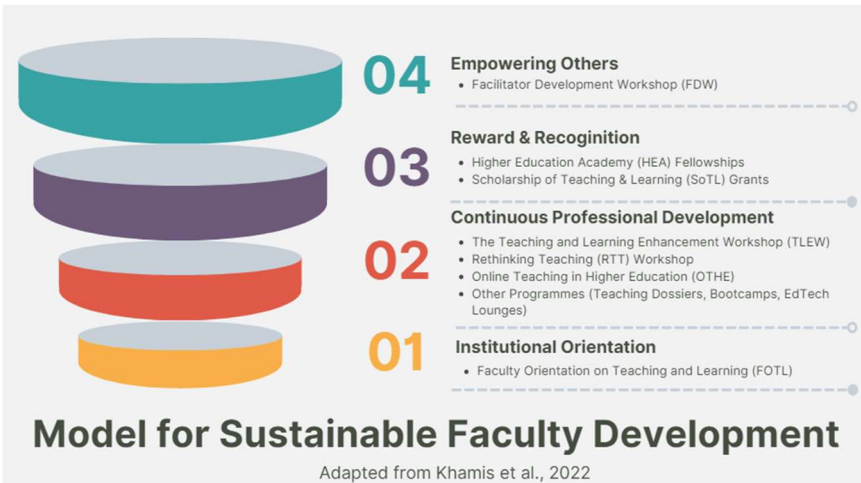 04
Empowering Others
• Facilitator Development Workshop (FDW)
03
Reward & Recoginition
• Higher Education Academy (HEA) Fellowships
• Scholarship of Teaching & Learning (SoTL) Grants
02
Continuous Professional Development
• The Teaching and Learning Enhancement Workshop (TLEW)
• Rethinking Teaching (RTT) Workshop
• Online Teaching in Higher Education (OTHE)
• Other Programmes (Teaching Dossiers, Bootcamps, EdTech
Lounges)
01
Institutional Orientation
• Faculty Orientation on Teaching and Learning (FOTL)
Model for Sustainable Faculty Development
Adapted from Khamis et al., 2022